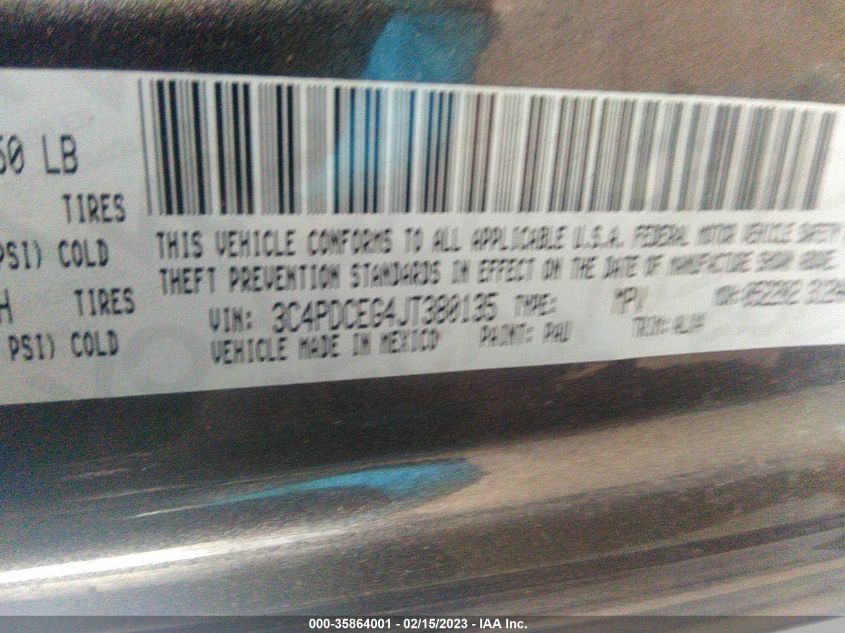 50 LB
TIRES
PSI) COLD
H TIRES
PSI) COLD
THIS VEHICLE CONFORMS TO ALL APPLICABLE U.S.A. FEDERAL MOTOR VEHICLE SAFETY
THEFT PREVENTION STANDARDS IN EFFECT ON THE DATE OF MANUFACTURE SHOWN ABOVE.
VIN: 3C4PDCEG4JT380135 TYPE: MPV MDH:
VEHICLE MADE IN MEXICO PAINT: PAU TRIM:
000-35864001 - 02/15/2023 - IAA Inc.